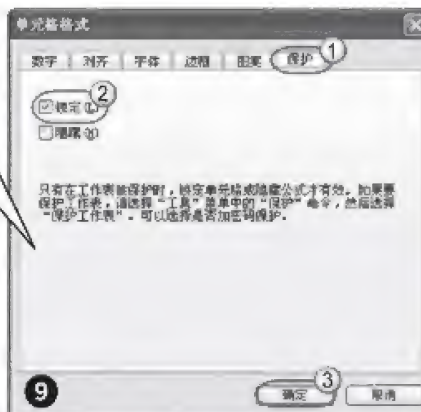 单元格格式
数字 对齐 字体 边框 图案 保护 1
锁定(L) 2
隐藏(H)
只有在工作表被保护时，锁定单元格或隐藏公式才有效。如果要
保护工作表，请选择“工具”菜单中的“保护”命令，然后选择
“保护工作表”。可以选择是否加密码保护。
9 确定 3 取消